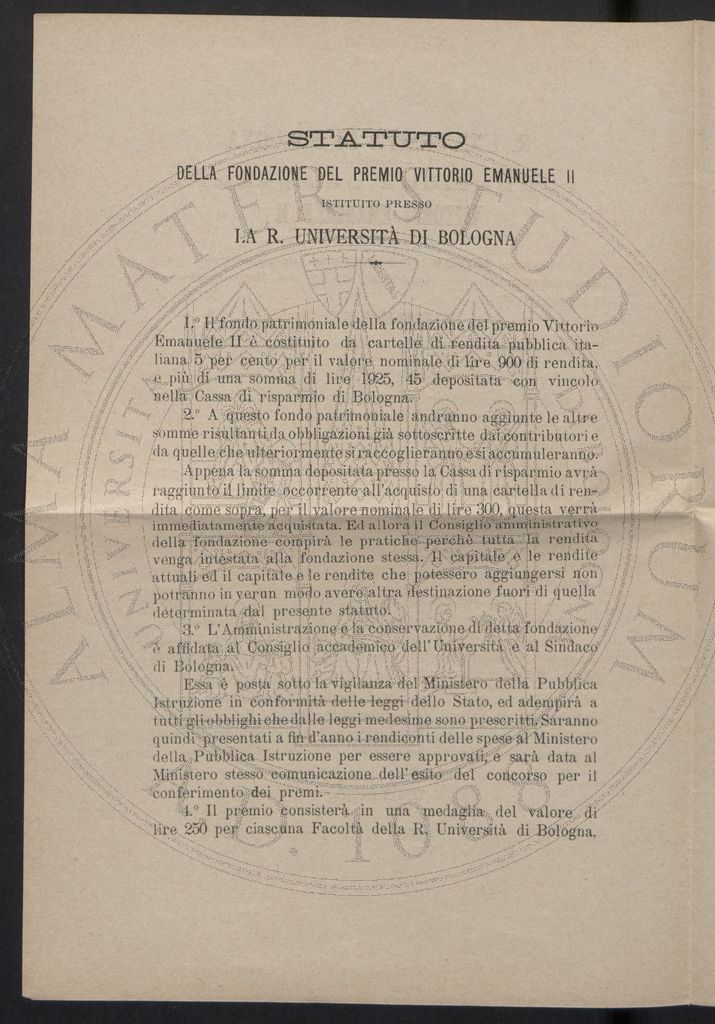 STATUTO
DELLA FONDAZIONE DEL PREMIO VITTORIO EMANUELE II
ISTITUITO PRESSO
LA R. UNIVERSITÀ DI BOLOGNA
1.° Il fondo patrimoniale della fondazione del premio Vittorio
Emanuele II è costituito da cartelle di rendita pubblica ita-
liana 5 per cento per il valore nominale di lire 900 di rendita,
e più di una somma di lire 1925, 45 depositata con vincolo
nella Cassa di risparmio di Bologna.
2.° A questo fondo patrimoniale andranno aggiunte le altre
somme risultanti da obbligazioni già sottoscritte dai contributori e
da quelle che ulteriormente si raccoglieranno e si accumuleranno.
Appena la somma depositata presso la Cassa di risparmio avrà
raggiunto il limite occorrente all'acquisto di una cartella di ren-
dita come sopra, per il valore nominale di lire 300, questa verrà
immediatamente acquistata. Ed allora il Consiglio amministrativo
della fondazione compirà le pratiche perchè tutta la rendita
venga intestata alla fondazione stessa. Il capitale e le rendite
attuali ed il capitale e le rendite che potessero aggiungersi non
potranno in verun modo avere altra destinazione fuori di quella
determinata dal presente statuto.
3.° L'Amministrazione e la conservazione di detta fondazione
è affidata al Consiglio accademico dell'Università e al Sindaco
di Bologna.
Essa è posta sotto la vigilanza del Ministero della Pubblica
Istruzione in conformità delle leggi dello Stato, ed adempirà a
tutti gli obblighi che dalle leggi medesime sono prescritti. Saranno
quindi presentati a fin d'anno i rendiconti delle spese al Ministero
della Pubblica Istruzione per essere approvati, e sarà data al
Ministero stesso comunicazione dell'esito del concorso per il
conferimento dei premi.
4.° Il premio consisterà in una medaglia del valore di
lire 250 per ciascuna Facoltà della R. Università di Bologna,
ALMA MATER STUDIORUM
A.D. 1088